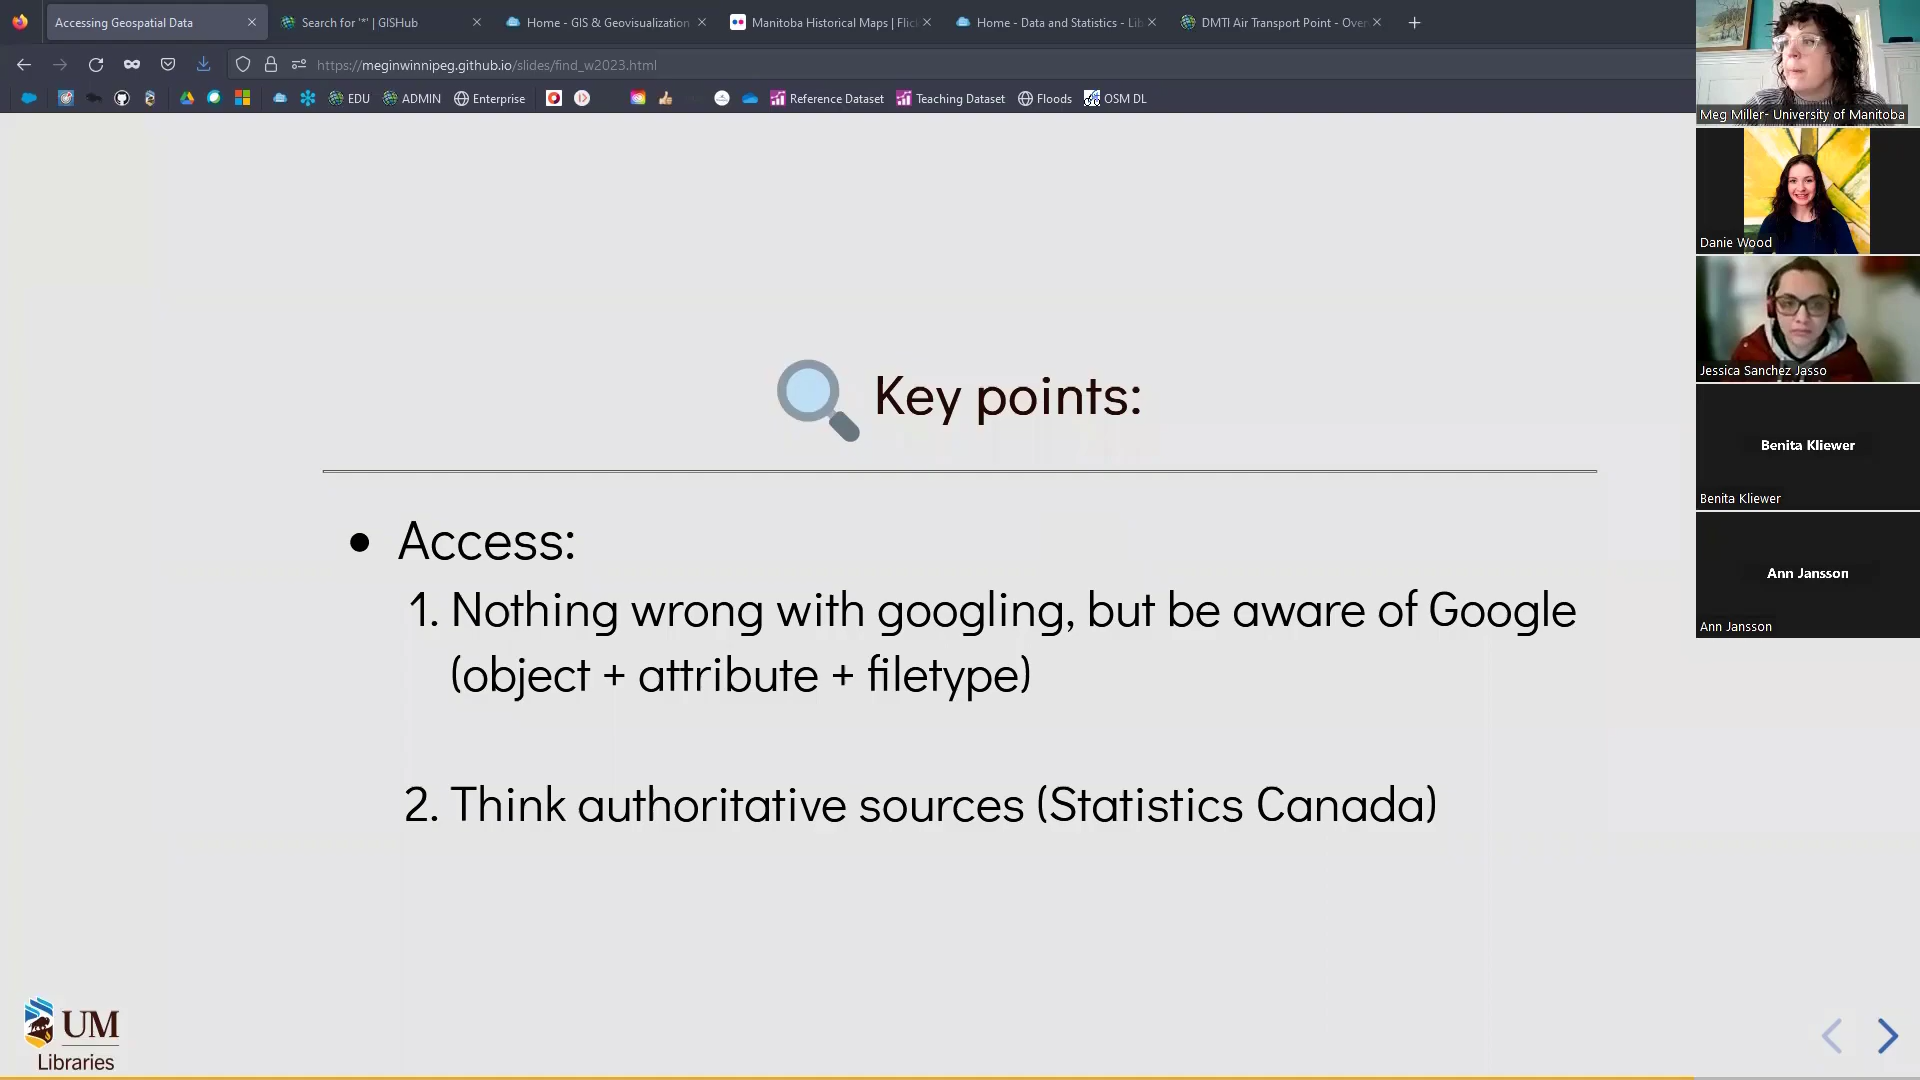 Accessing Geospatial Data
Search for '*' | GISHub
Home - GIS & Geovisualization
Manitoba Historical Maps | Flic
Home - Data and Statistics - Lib
DMTI Air Transport Point - Over
https://meginwinnipeg.github.io/slides/find_w2023.html
EDU
ADMIN
Enterprise
Reference Dataset
Teaching Dataset
Floods
OSM DL
Meg Miller- University of Manitoba
Danie Wood
Jessica Sanchez Jasso
Benita Kliewer
Benita Kliewer
Ann Jansson
Ann Jansson
Key points:
• Access:
1. Nothing wrong with googling, but be aware of Google
(object + attribute + filetype)
2. Think authoritative sources (Statistics Canada)
UM
Libraries